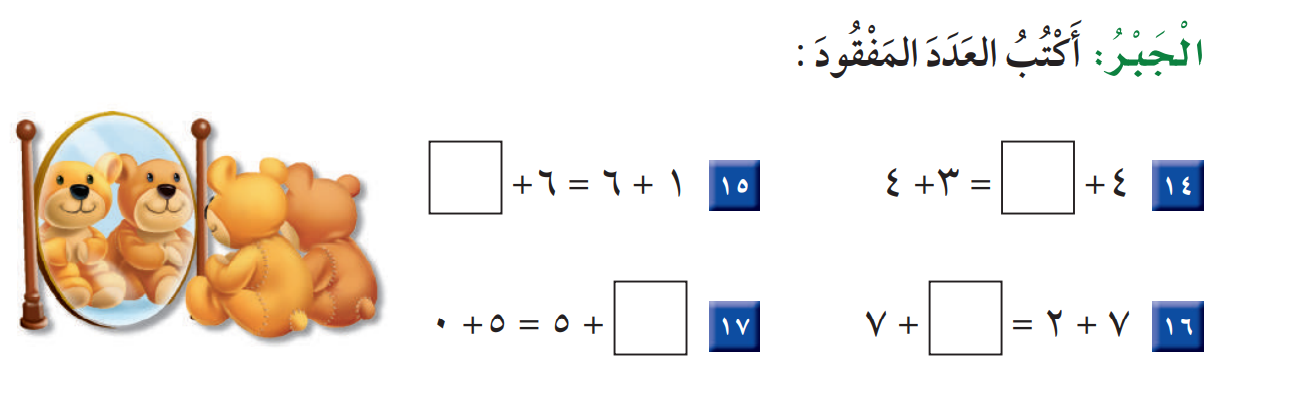 الْجَبْرُ: أَكْتُبُ العَدَدَ المَفْقُودَ :
١٤ ٤ + □ = ٣ + ٤
١٥ ١ + ٦ = ٦ + □
١٦ ٧ + ٢ = □ + ٧
١٧ □ + ٥ = ٥ + ٠